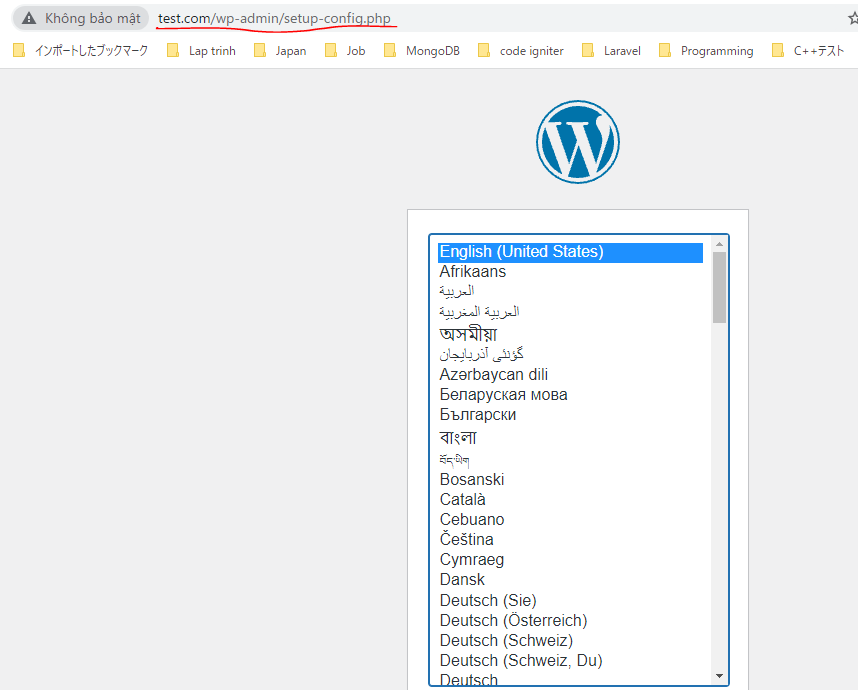 Không bảo mật test.com/wp-admin/setup-config.php
インポートしたブックマーク Lap trinh Japan Job MongoDB code igniter Laravel Programming C++テスト
English (United States)
Afrikaans
العربية
العربية المغربية
অসমীয়া
گؤنئی آذربایجان
Azərbaycan dili
Беларуская мова
Български
বাংলা
བོད་ཡིག
Bosanski
Català
Cebuano
Čeština
Cymraeg
Dansk
Deutsch (Sie)
Deutsch (Österreich)
Deutsch (Schweiz)
Deutsch (Schweiz, Du)
Deutsch